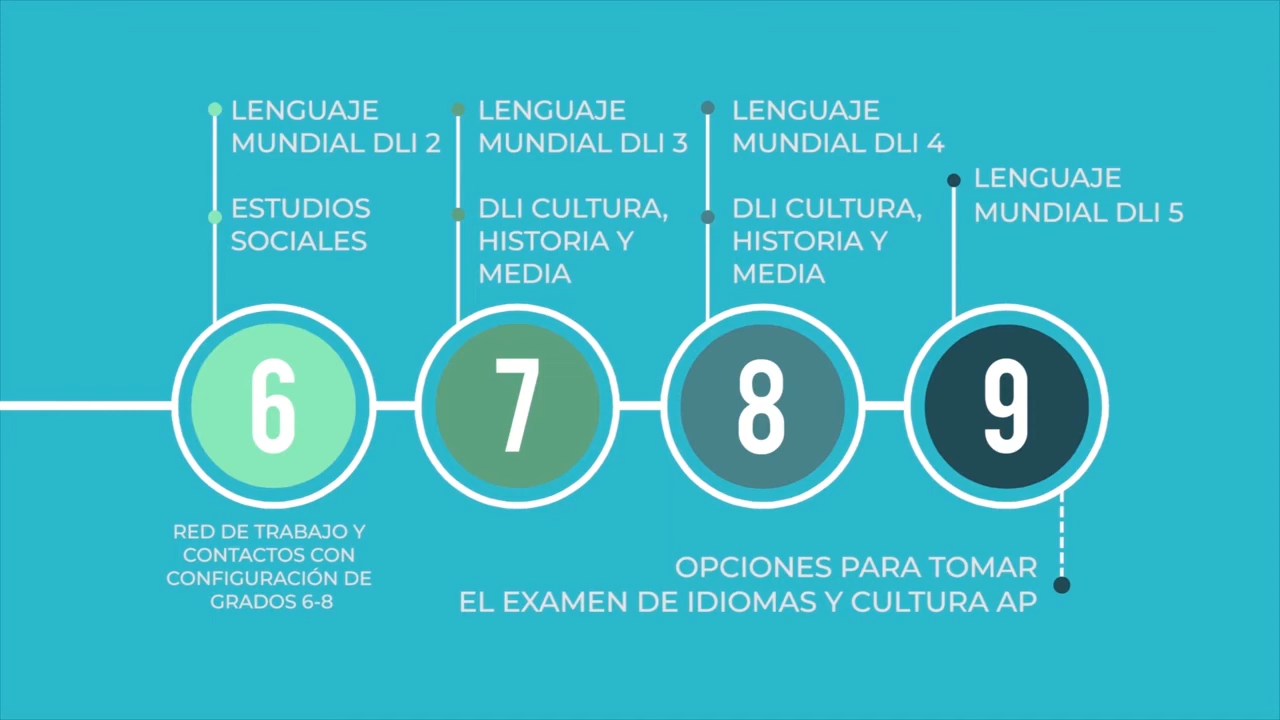 LENGUAJE
MUNDIAL DLI 2
ESTUDIOS
SOCIALES
LENGUAJE
MUNDIAL DLI 3
DLI CULTURA,
HISTORIA Y
MEDIA
LENGUAJE
MUNDIAL DLI 4
DLI CULTURA,
HISTORIA Y
MEDIA
LENGUAJE
MUNDIAL DLI 5
6
7
8
9
RED DE TRABAJO Y
CONTACTOS CON
CONFIGURACIÓN DE
GRADOS 6-8
OPCIONES PARA TOMAR
EL EXAMEN DE IDIOMAS Y CULTURA AP